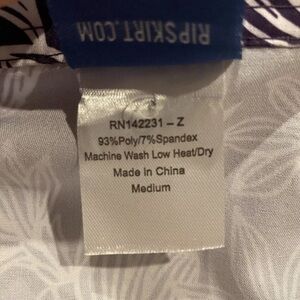 RIPSKIRT.COM
RN142231 – Z
93%Poly/7%Spandex
Machine Wash Low Heat/Dry
Made in China
Medium